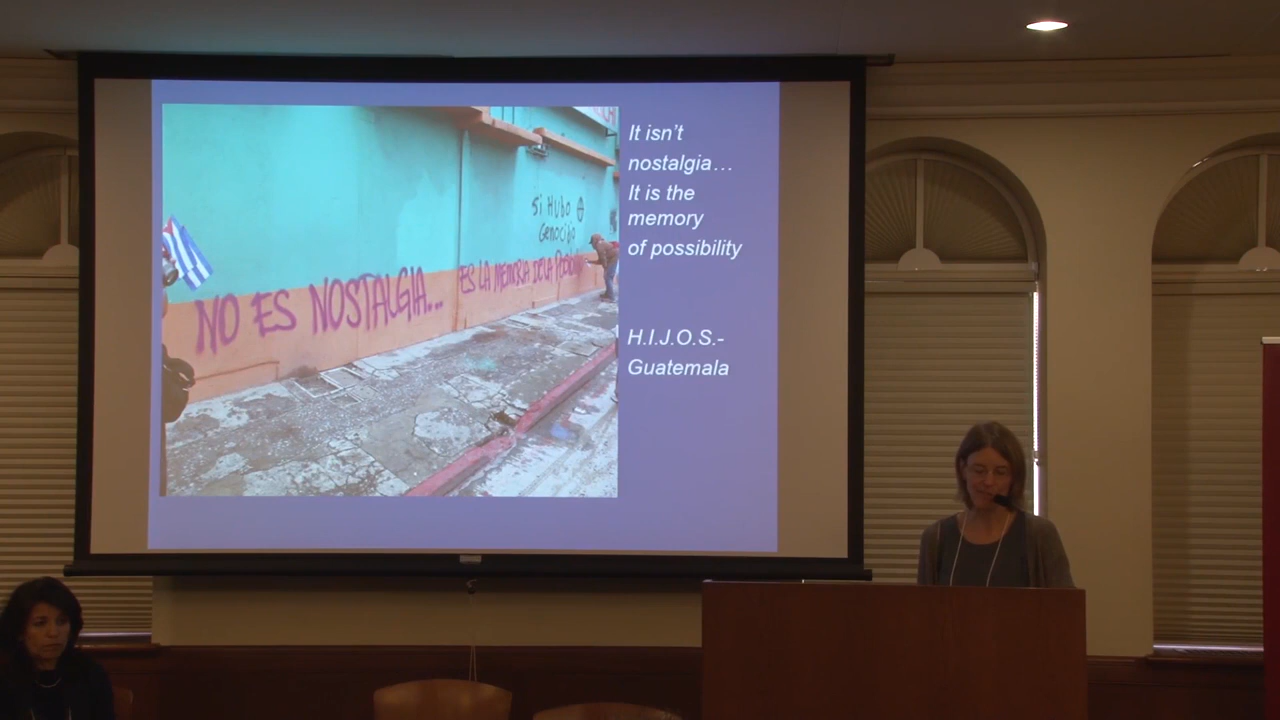 It isn't
nostalgia...
It is the
memory
of possibility
H.I.J.O.S.-
Guatemala
Si Hubo
Genocidio
NO ES NOSTALGIA... ES LA MEMORIA DE LA